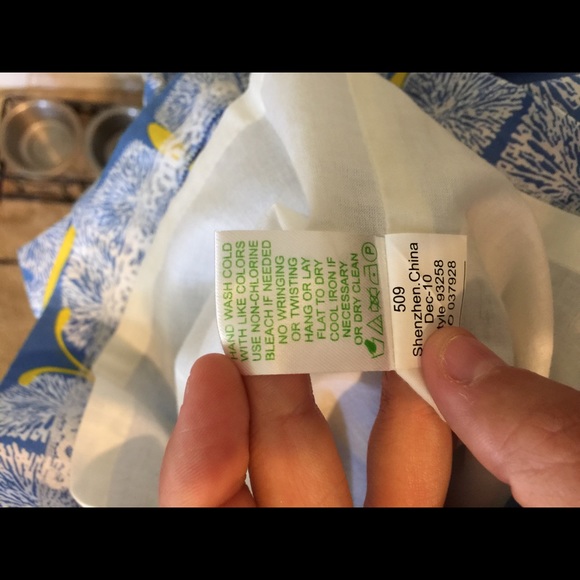 HAND WASH COLD
WITH LIKE COLORS
USE NON-CHLORINE
BLEACH IF NEEDED
NO WRINGING
OR TWISTING
HANG OR LAY
FLAT TO DRY
COOL IRON IF
NECESSARY
OR DRY CLEAN
P
509
Shenzhen.China
Dec-10
tyle 93258
O 037928